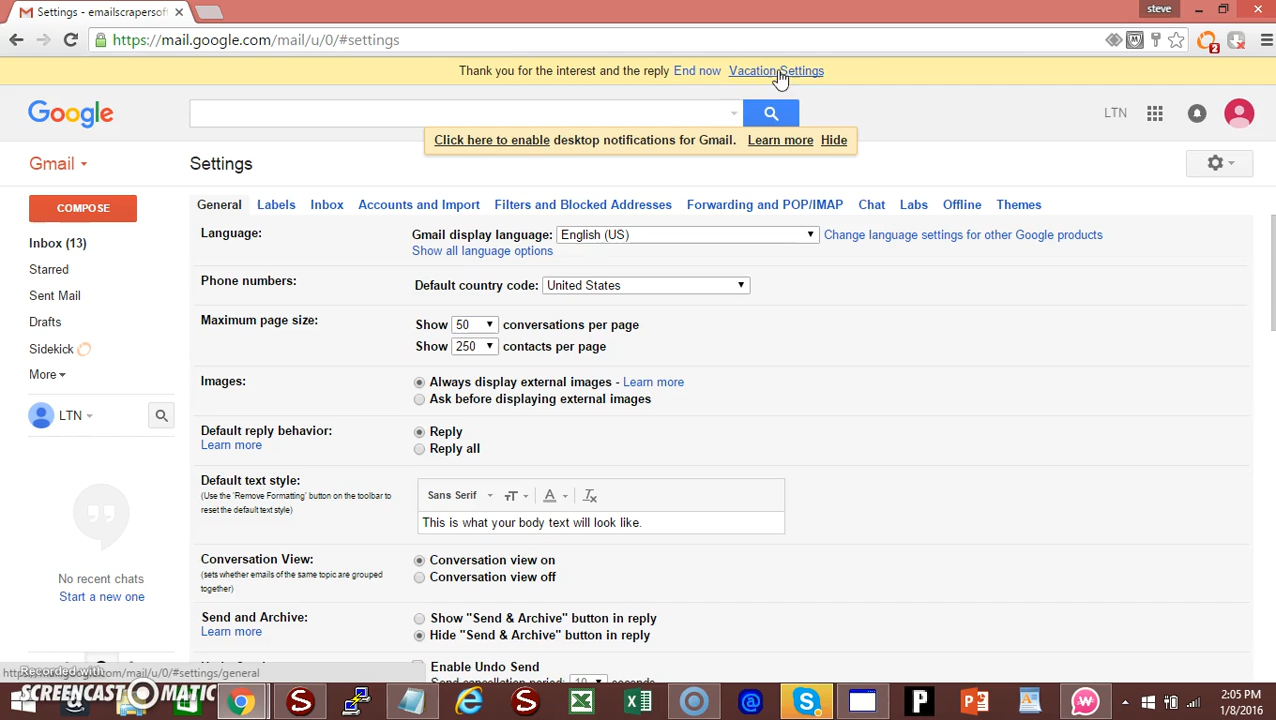 Settings - emailscrapersoft
steve
https://mail.google.com/mail/u/0/#settings
2
Thank you for the interest and the reply End now Vacation Settings
Google
LTN
Click here to enable desktop notifications for Gmail. Learn more Hide
Gmail
Settings
COMPOSE
General Labels Inbox Accounts and Import Filters and Blocked Addresses Forwarding and POP/IMAP Chat Labs Offline Themes
Inbox (13)
Starred
Sent Mail
Drafts
Sidekick
More
LTN
No recent chats
Start a new one
Language:
Gmail display language: English (US) Change language settings for other Google products
Show all language options
Phone numbers:
Default country code: United States
Maximum page size:
Show 50 conversations per page
Show 250 contacts per page
Images:
Always display external images - Learn more
Ask before displaying external images
Default reply behavior:
Learn more
Reply
Reply all
Default text style:
(Use the 'Remove Formatting' button on the toolbar to
reset the default text style)
Sans Serif
This is what your body text will look like.
Conversation View:
(sets whether emails of the same topic are grouped
together)
Conversation view on
Conversation view off
Send and Archive:
Learn more
Show "Send & Archive" button in reply
Hide "Send & Archive" button in reply
Enable Undo Send
Send cancellation period: 10 seconds
Recorded with
SCREENCAST MATIC
2:05 PM
1/8/2016